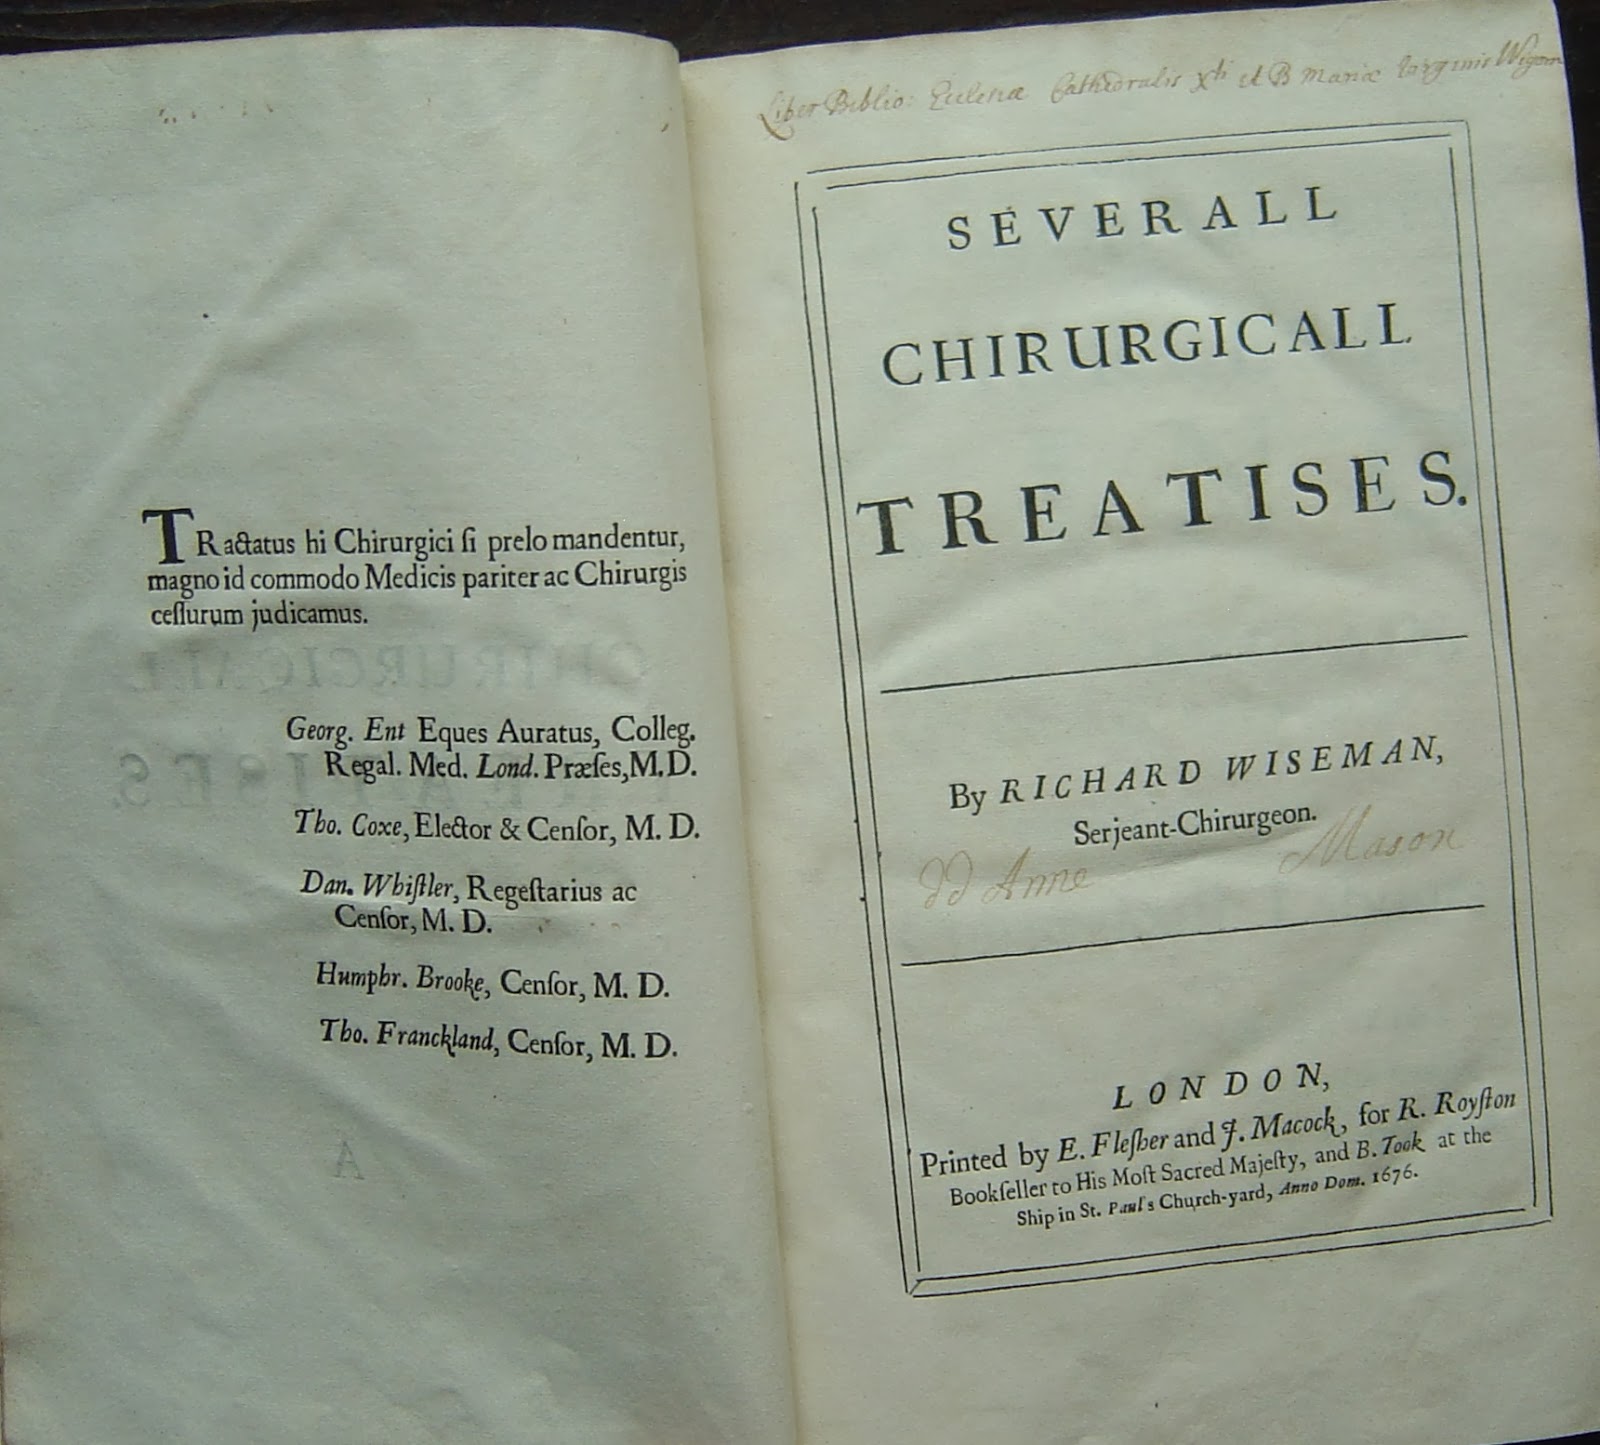 TRactatus hi Chirurgici ſi prelo mandentur,
magno id commodo Medicis pariter ac Chirurgis
ceſſurum judicamus.
Georg. Ent Eques Auratus, Colleg.
Regal. Med. Lond. Præſes, M. D.
Tho. Coxe, Elector & Cenſor, M. D.
Dan. Whiſtler, Regeſtarius ac
Cenſor, M. D.
Humphr. Brooke, Cenſor, M. D.
Tho. Franckland, Cenſor, M. D.
A
Liber Biblio: Eclesiæ Cathedralis Xti et B Mariæ Virginis Wigorn
SEVERALL
CHIRURGICALL
TREATISES.
By RICHARD WISEMAN,
Serjeant-Chirurgeon.
dd Anne Mason
LONDON,
Printed by E. Fleſher and J. Macock, for R. Royſton
Bookſeller to His Moſt Sacred Majeſty, and B. Took at the
Ship in St. Paul's Church-yard, Anno Dom. 1676.